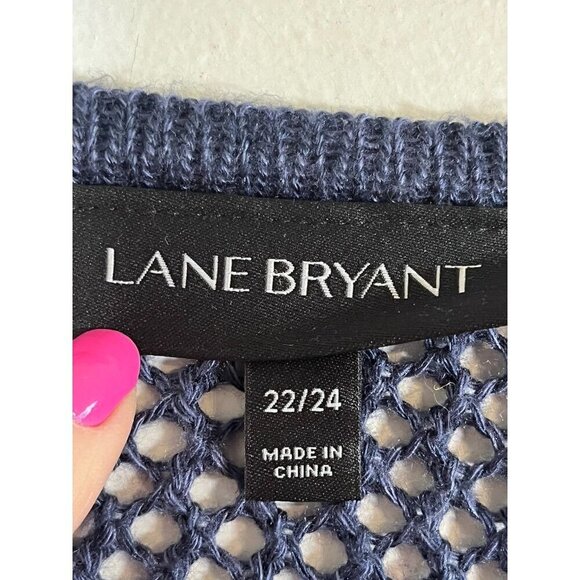 LANE BRYANT
22/24
MADE IN
CHINA